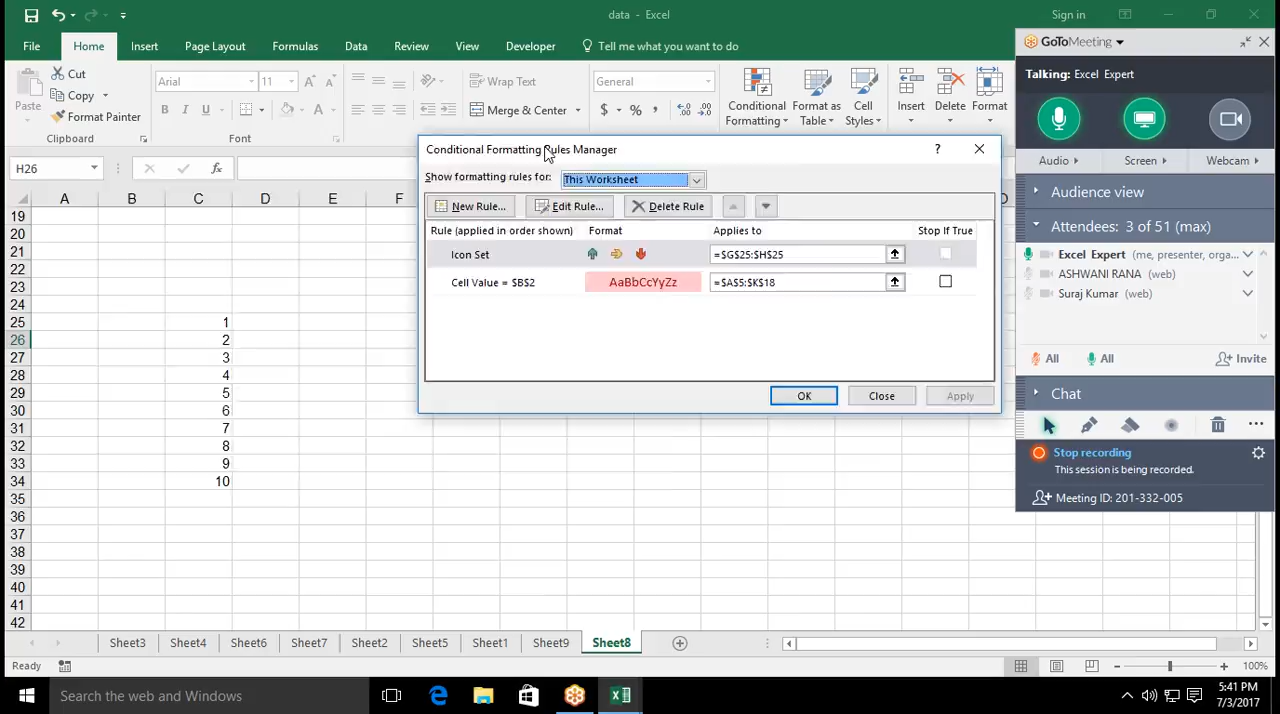 data - Excel
Sign in
File Home Insert Page Layout Formulas Data Review View Developer Tell me what you want to do
Paste
Cut
Copy
Format Painter
Clipboard
Arial 11
B I U
A
Font
Wrap Text
Merge & Center
General
$ % ,
Conditional Formatting
Format as Table
Cell Styles
Insert Delete Format
H26
fx
A B C D E F
19
20
21
22
23
24
25 1
26 2
27 3
28 4
29 5
30 6
31 7
32 8
33 9
34 10
35
36
37
38
39
40
41
42
Conditional Formatting Rules Manager
?
Show formatting rules for: This Worksheet
New Rule... Edit Rule... Delete Rule
Rule (applied in order shown) Format Applies to Stop If True
Icon Set =$G$25:$H$25
Cell Value = $B$2 AaBbCcYyZz =$A$5:$K$18
OK Close Apply
GoToMeeting
Talking: Excel Expert
Audio Screen Webcam
Audience view
Attendees: 3 of 51 (max)
Excel Expert (me, presenter, orga...
ASHWANI RANA (web)
Suraj Kumar (web)
All All Invite
Chat
Stop recording
This session is being recorded.
Meeting ID: 201-332-005
Sheet3 Sheet4 Sheet6 Sheet7 Sheet2 Sheet5 Sheet1 Sheet9 Sheet8
Ready
100%
Search the web and Windows
5:41 PM
7/3/2017